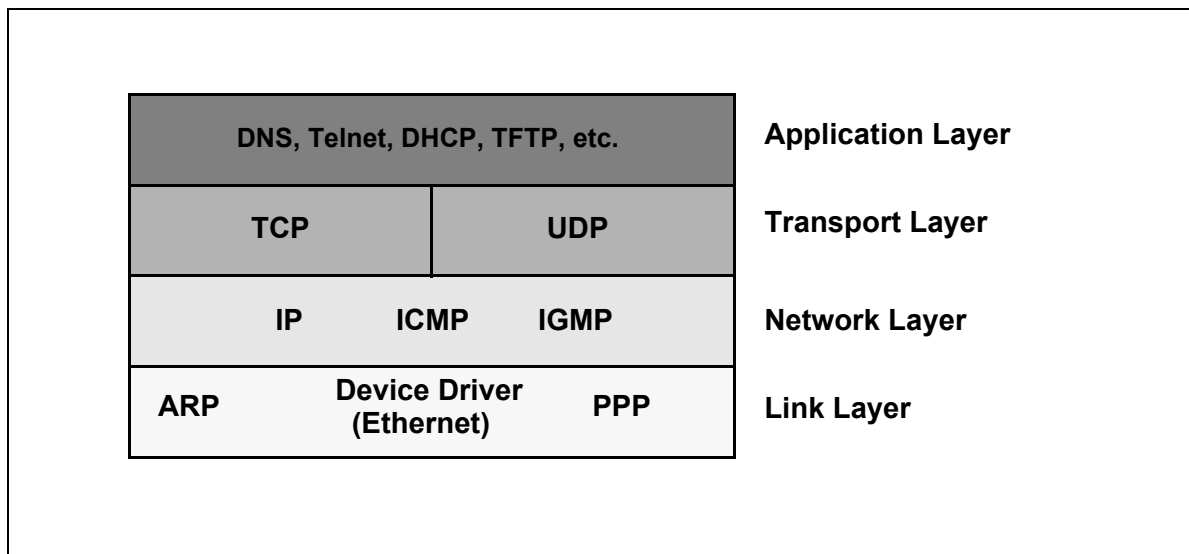 DNS, Telnet, DHCP, TFTP, etc.
Application Layer
TCP
UDP
Transport Layer
IP
ICMP
IGMP
Network Layer
ARP
Device Driver
(Ethernet)
PPP
Link Layer